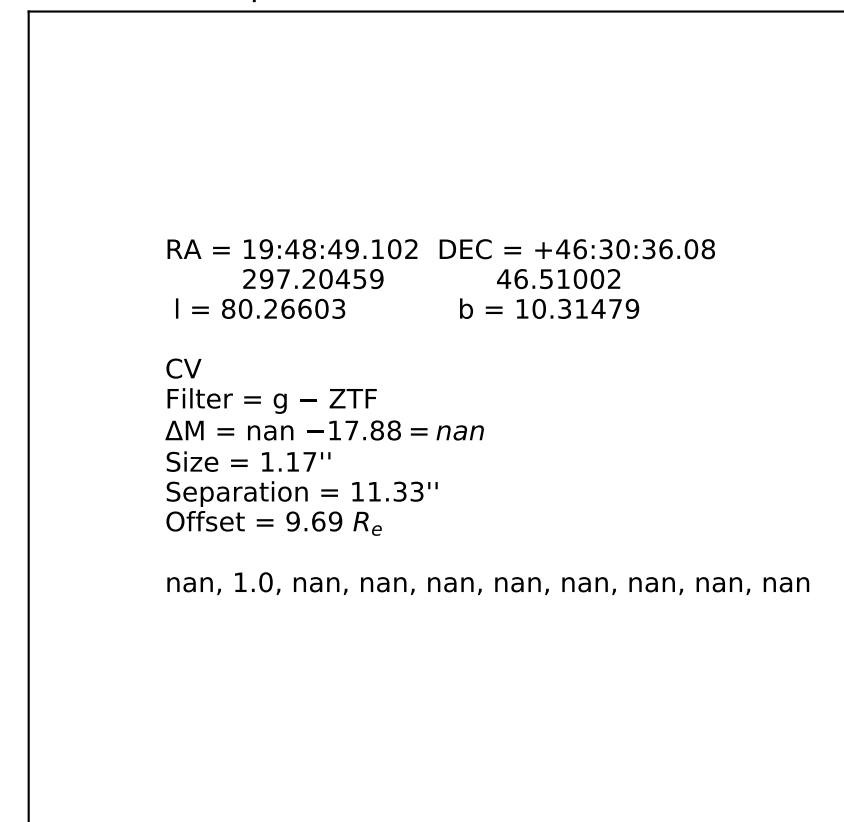 RA = 19:48:49.102 DEC = +46:30:36.08
297.20459 46.51002
l = 80.26603 b = 10.31479
CV
Filter = g − ZTF
ΔM = nan −17.88 = nan
Size = 1.17''
Separation = 11.33''
Offset = 9.69 Re
nan, 1.0, nan, nan, nan, nan, nan, nan, nan, nan